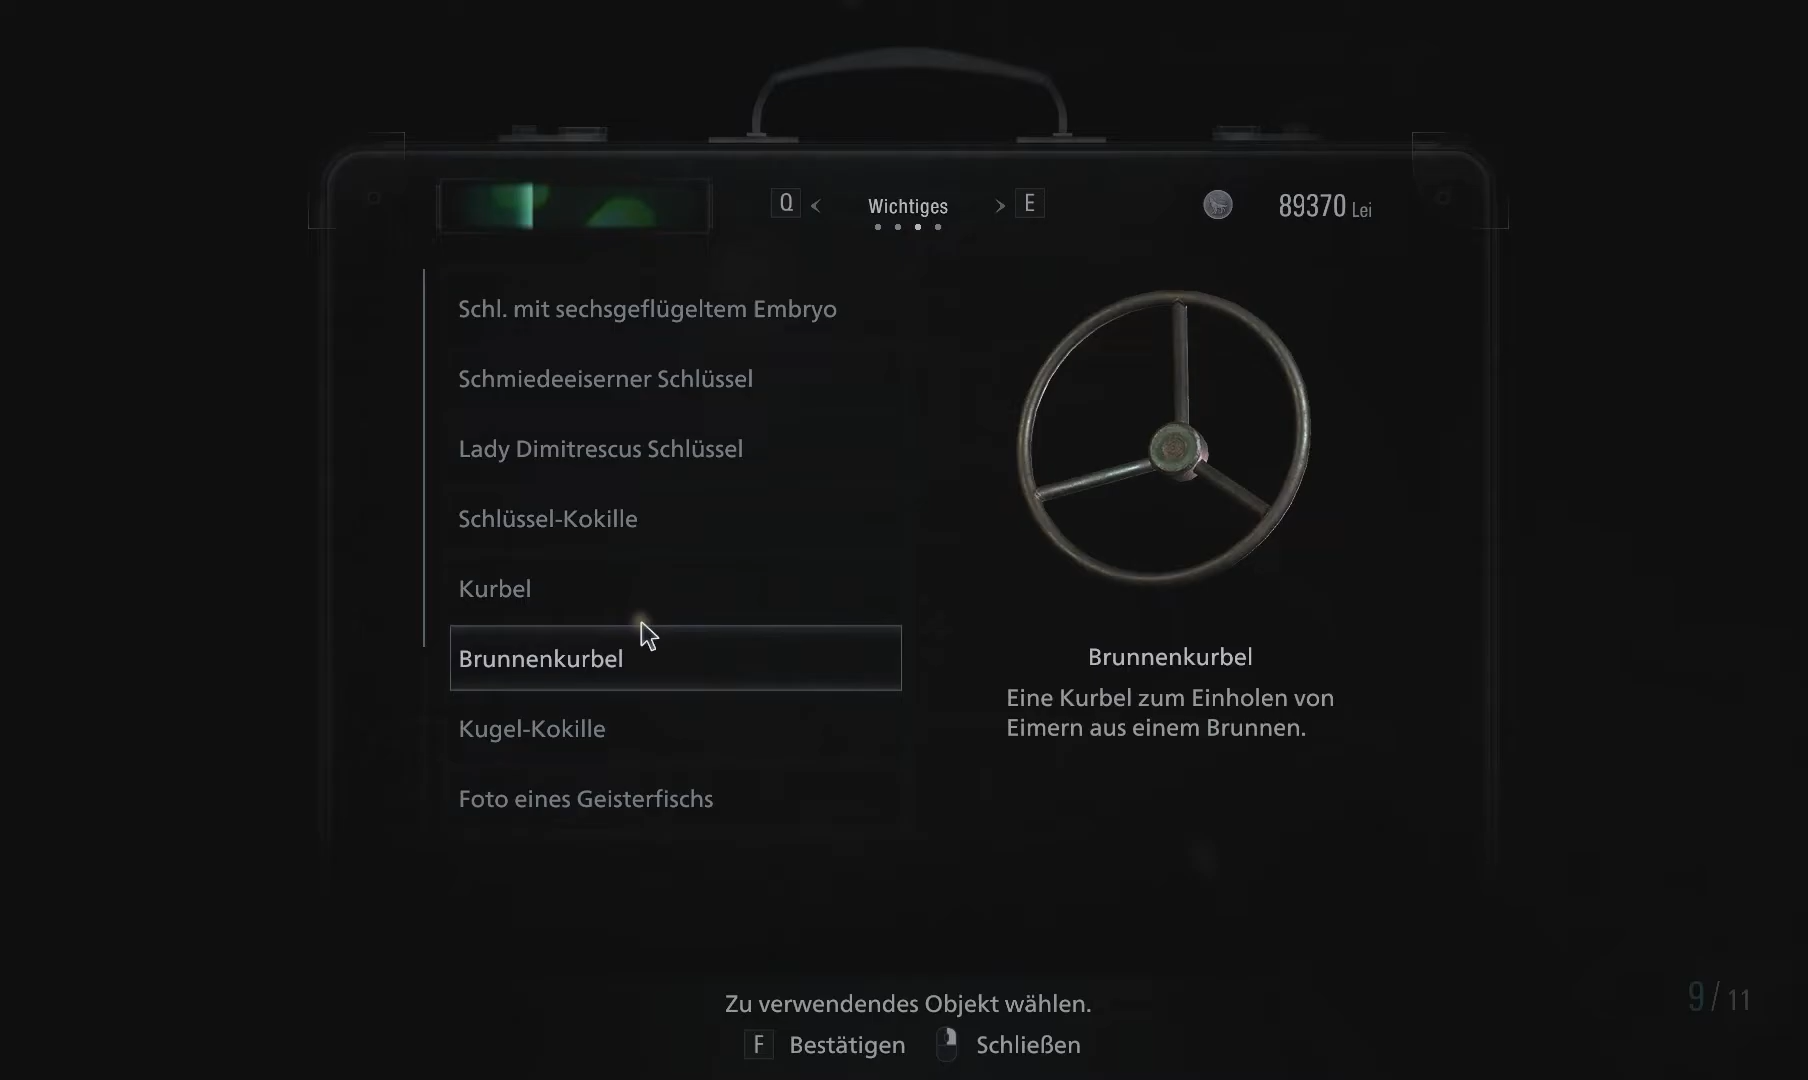 Q < Wichtiges > E
89370 Lei
Schl. mit sechsgeflügeltem Embryo
Schmiedeeiserner Schlüssel
Lady Dimitrescus Schlüssel
Schlüssel-Kokille
Kurbel
Brunnenkurbel
Kugel-Kokille
Foto eines Geisterfischs
Brunnenkurbel
Eine Kurbel zum Einholen von
Eimern aus einem Brunnen.
9/11
Zu verwendendes Objekt wählen.
F Bestätigen Schließen